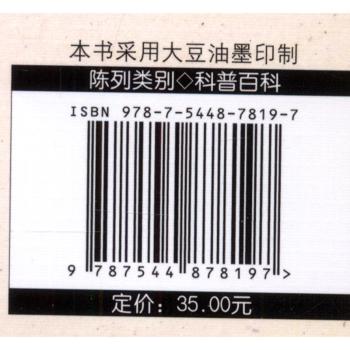 本书采用大豆油墨印制
陈列类别◇科普百科
ISBN 978-7-5448-7819-7
9 787544 878197 >
定价：35.00元